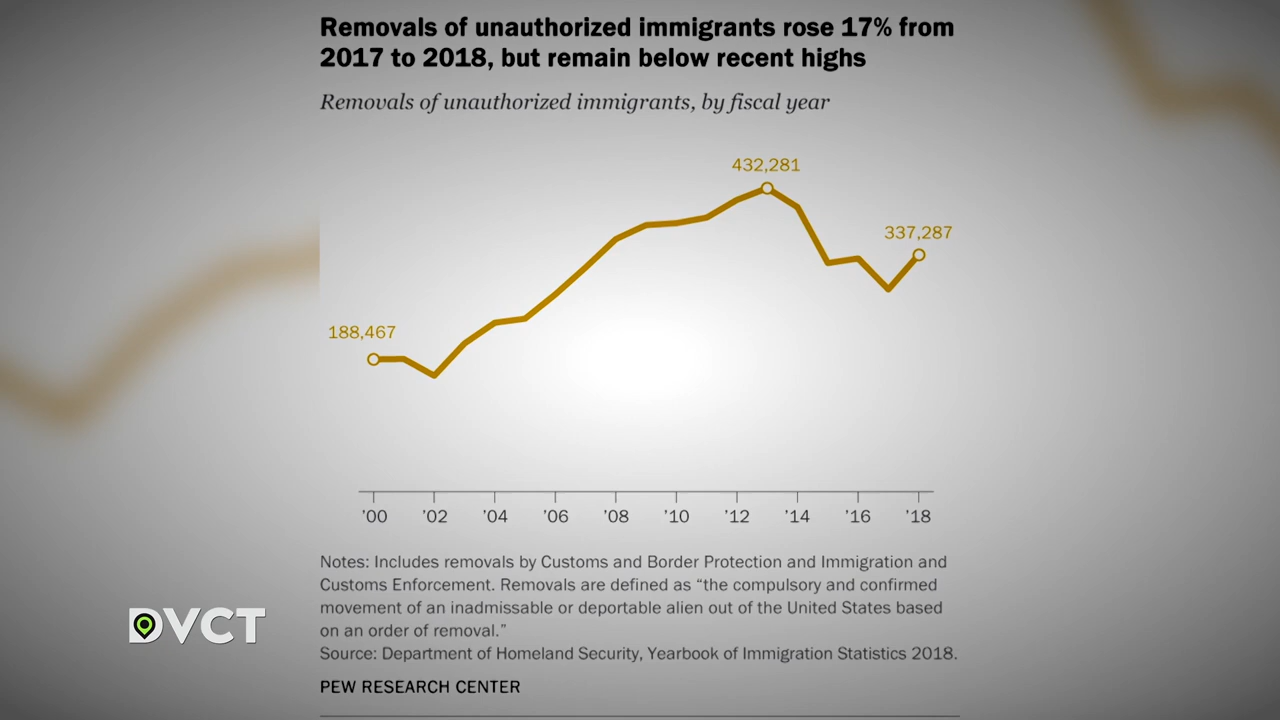 Removals of unauthorized immigrants rose 17% from
2017 to 2018, but remain below recent highs
Removals of unauthorized immigrants, by fiscal year
432,281
337,287
188,467
’00 ’02 ’04 ’06 ’08 ’10 ’12 ’14 ’16 ’18
Notes: Includes removals by Customs and Border Protection and Immigration and
Customs Enforcement. Removals are defined as “the compulsory and confirmed
movement of an inadmissable or deportable alien out of the United States based
on an order of removal.”
Source: Department of Homeland Security, Yearbook of Immigration Statistics 2018.
PEW RESEARCH CENTER
DVCT